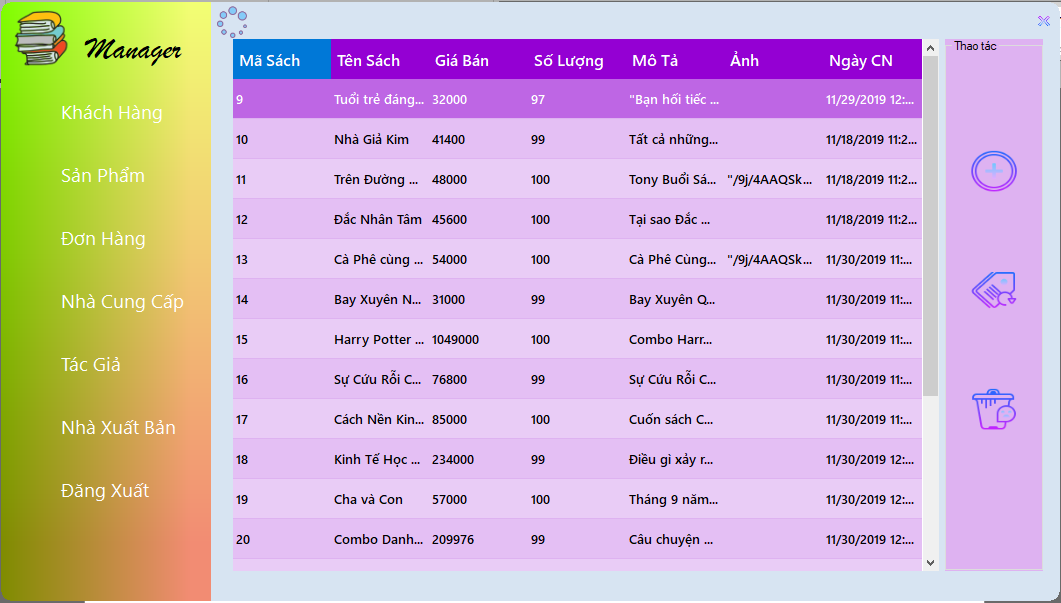 Manager
Khách Hàng
Sản Phẩm
Đơn Hàng
Nhà Cung Cấp
Tác Giả
Nhà Xuất Bản
Đăng Xuất
Mã Sách Tên Sách Giá Bán Số Lượng Mô Tả Ảnh Ngày CN
9 Tuổi trẻ đáng... 32000 97 "Bạn hối tiếc ... 11/29/2019 12:...
10 Nhà Giả Kim 41400 99 Tất cả những... 11/18/2019 11:2...
11 Trên Đường ... 48000 100 Tony Buổi Sá... "/9j/4AAQSk... 11/18/2019 11:2...
12 Đắc Nhân Tâm 45600 100 Tại sao Đắc ... 11/18/2019 11:2...
13 Cà Phê cùng ... 54000 100 Cà Phê Cùng... "/9j/4AAQSk... 11/30/2019 11:...
14 Bay Xuyên N... 31000 99 Bay Xuyên Q... 11/30/2019 11:...
15 Harry Potter ... 1049000 100 Combo Harr... 11/30/2019 11:...
16 Sự Cứu Rỗi C... 76800 99 Sự Cứu Rỗi C... 11/30/2019 11:...
17 Cách Nền Kin... 85000 100 Cuốn sách C... 11/30/2019 11:...
18 Kinh Tế Học ... 234000 99 Điều gì xảy r... 11/30/2019 12:...
19 Cha và Con 57000 100 Tháng 9 năm... 11/30/2019 12:...
20 Combo Danh... 209976 99 Câu chuyện ... 11/30/2019 12:...
Thao tác